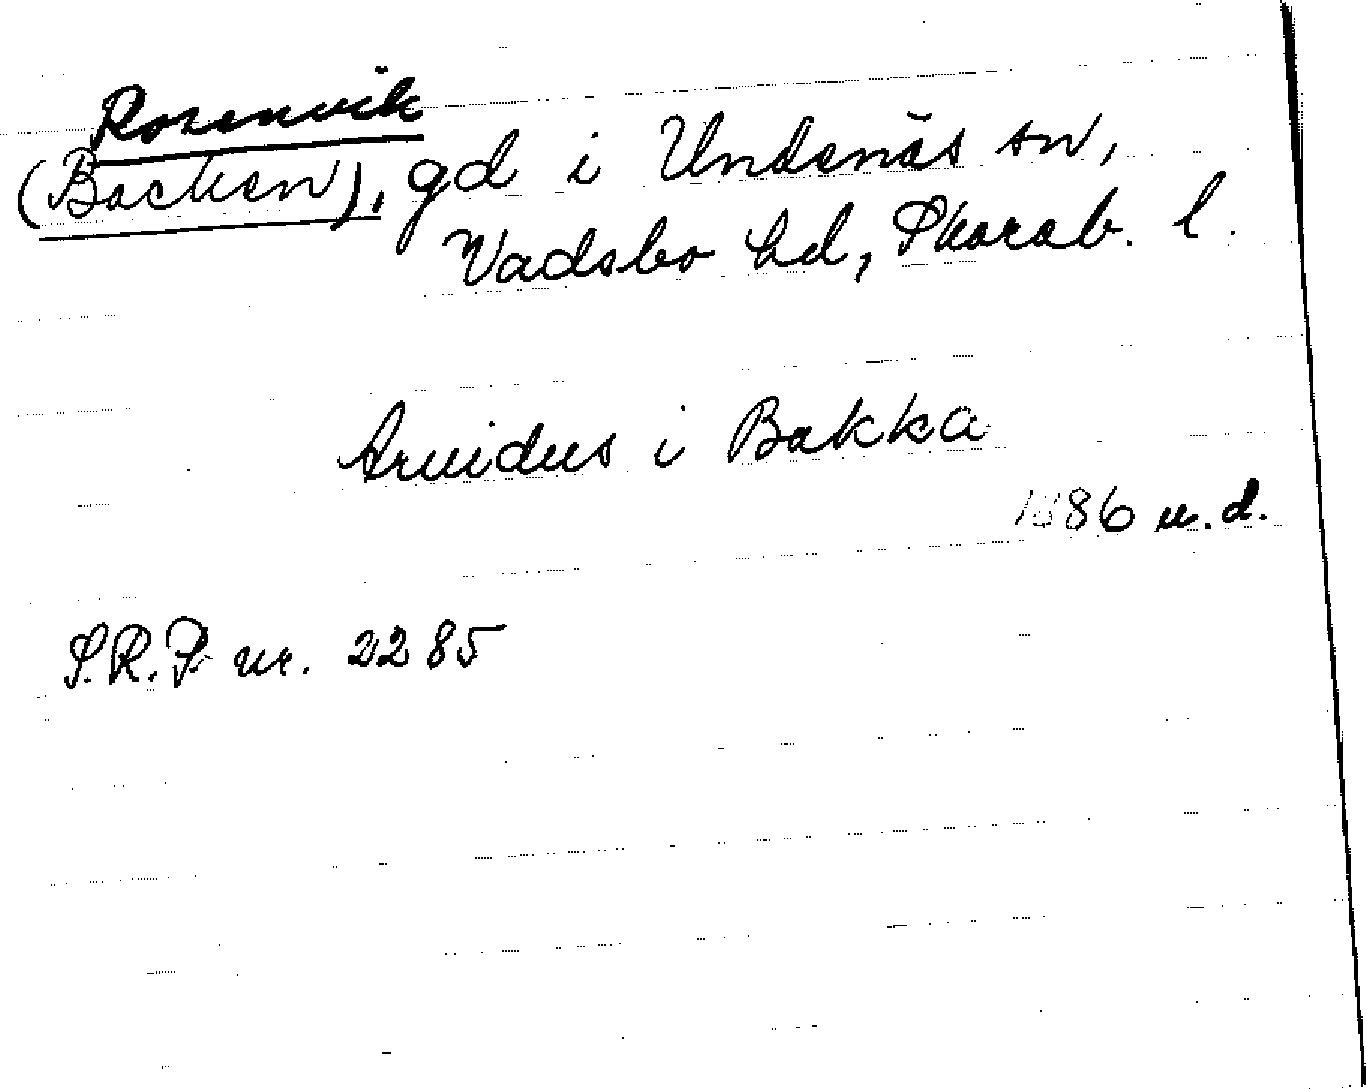 Rosenvik
(Backen), gd i Undenäs sn,
Vadsbo hd, Skarab. l.
Arvidus i Bakka
1386 u.d.
S.R.P. nr. 2285